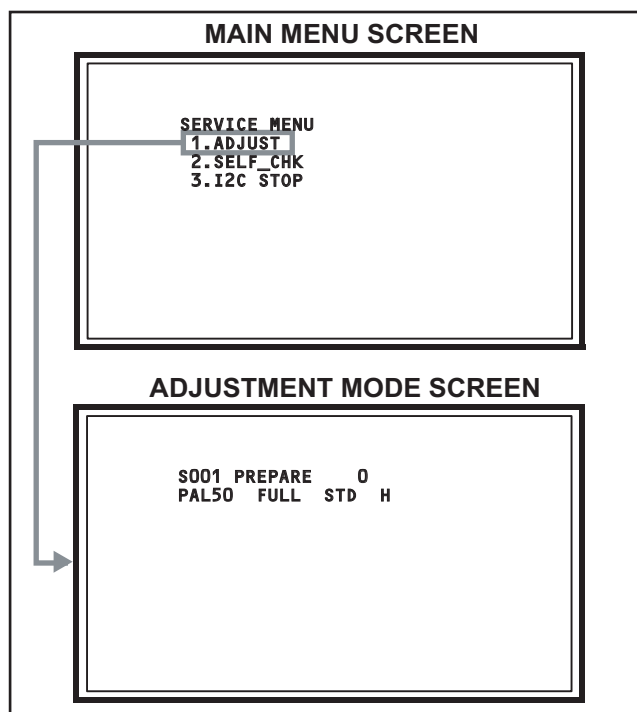 MAIN MENU SCREEN
SERVICE MENU
1.ADJUST
2.SELF_CHK
3.I2C STOP
ADJUSTMENT MODE SCREEN
S001 PREPARE 0
PAL50 FULL STD H